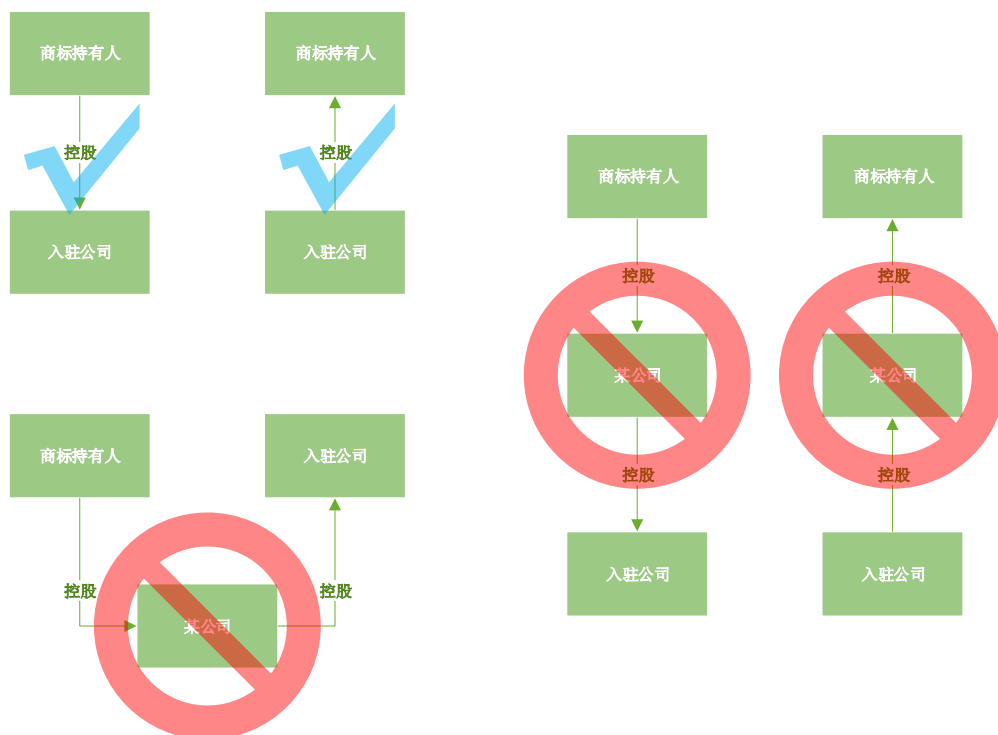 商标持有人
控股
入驻公司
商标持有人
控股
入驻公司
商标持有人
控股
某公司
控股
入驻公司
商标持有人
控股
某公司
控股
入驻公司
商标持有人
控股
某公司
控股
入驻公司